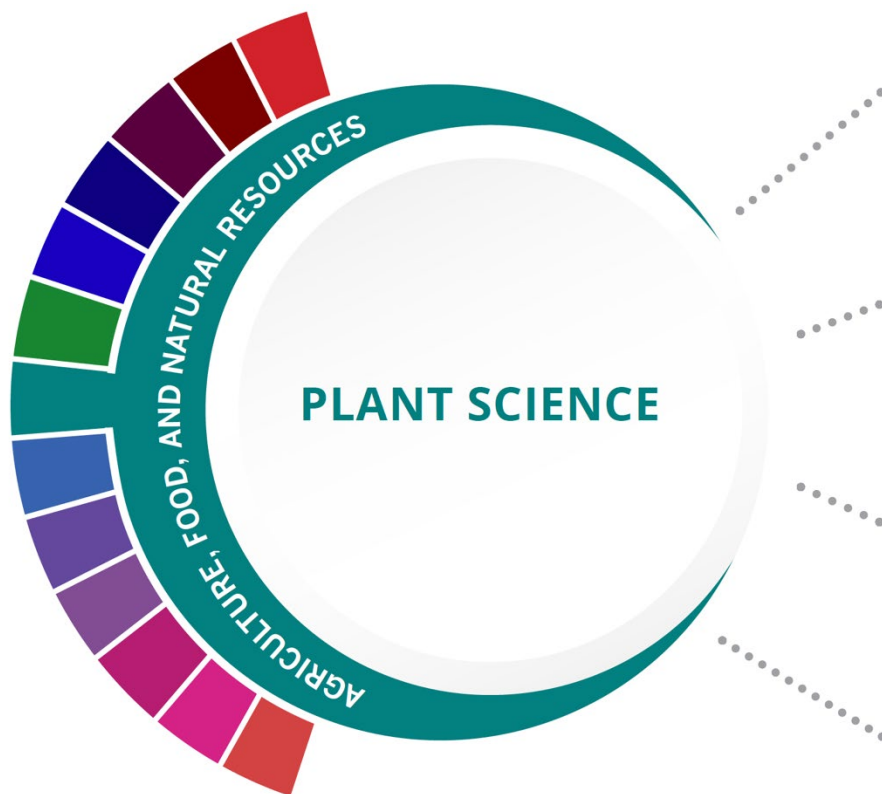 AGRICULTURE, FOOD, AND NATURAL RESOURCES
PLANT SCIENCE